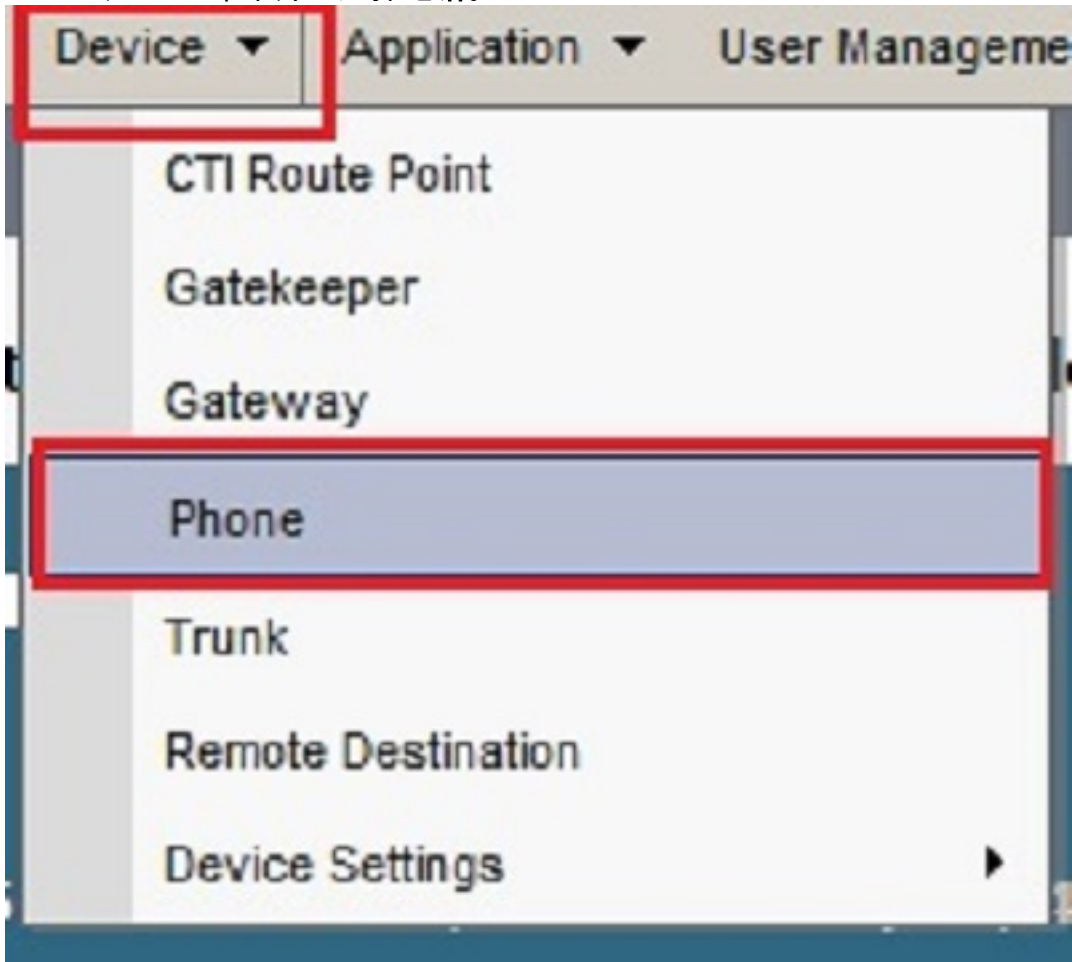 Device Application User Manageme
CTI Route Point
Gatekeeper
Gateway
Phone
Trunk
Remote Destination
Device Settings